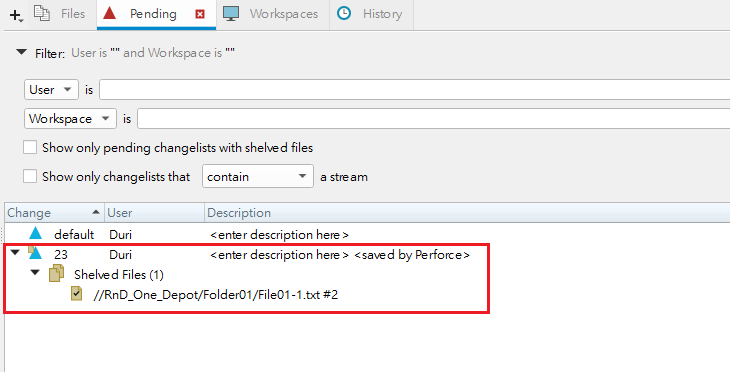 Files Pending Workspaces History
Filter: User is "" and Workspace is ""
User is
Workspace is
Show only pending changelists with shelved files
Show only changelists that contain a stream
Change User Description
default Duri <enter description here>
23 Duri <enter description here> <saved by Perforce>
Shelved Files (1)
//RnD_One_Depot/Folder01/File01-1.txt #2